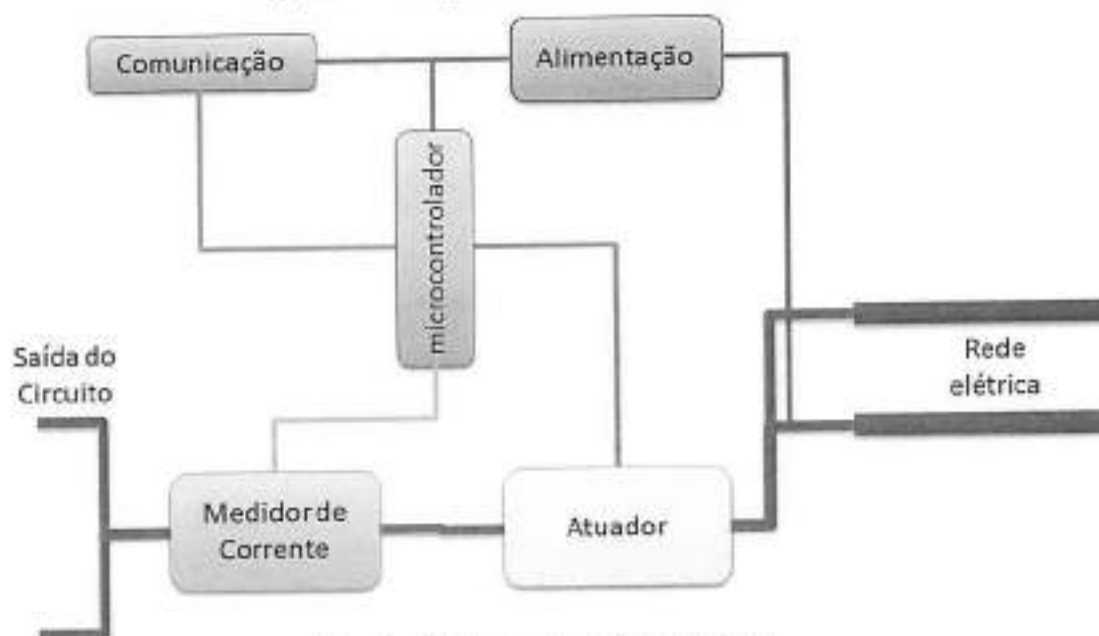 Comunicação
Alimentação
microcontrolador
Saída do
Circuito
Rede
elétrica
Medidor de
Corrente
Atuador